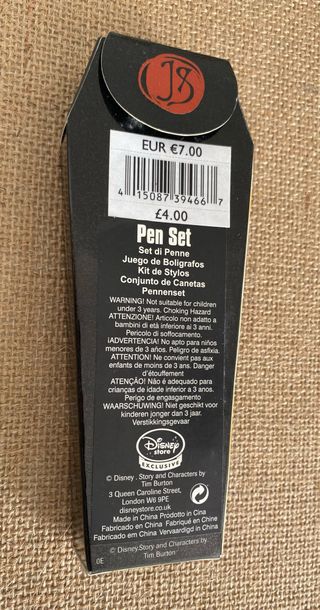 JS
EUR €7.00
4 15087 39466 7
£4.00
Pen Set
Set di Penne
Juego de Boligrafos
Kit de Stylos
Conjunto de Canetas
Pennenset
WARNING! Not suitable for children
under 3 years. Choking Hazard
ATTENZIONE! Articolo non adatto a
bambini di età inferiore ai 3 anni.
Pericolo di soffocamento.
¡ADVERTENCIA! No apto para niños
menores de 3 años. Peligro de asfixia.
ATTENTION! Ne convient pas aux
enfants de moins de 3 ans. Danger
d'étouffement
ATENÇÃO! Não é adequado para
crianças de idade inferior a 3 anos.
Perigo de engasgamento
WAARSCHUWING! Niet geschikt voor
kinderen jonger dan 3 jaar.
Verstikkingsgevaar
Disney
store
EXCLUSIVE
© Disney . Story and Characters by
Tim Burton
3 Queen Caroline Street,
London W6 9PE
disneystore.co.uk
Made in China Prodotto in Cina
Fabricado en China Fabriqué en Chine
Fabricado em China Vervaardigd in China
© Disney.Story and Characters by
Tim Burton
0E